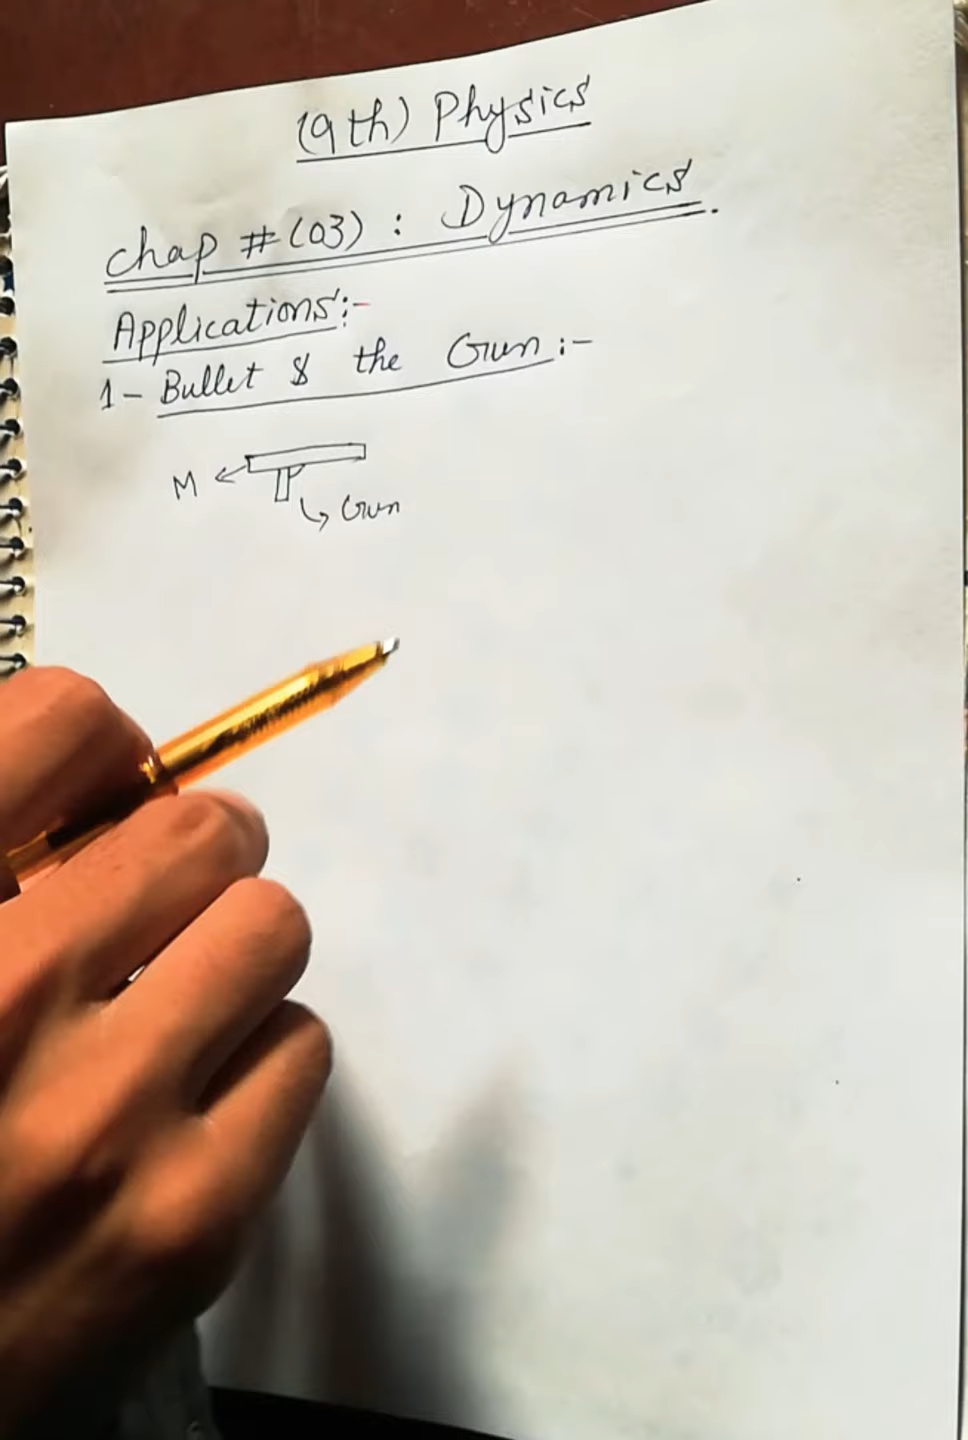 (9th) Physics
Chap # (03) : Dynamics.
Applications:-
1- Bullet & the Gun :-
M
Gun